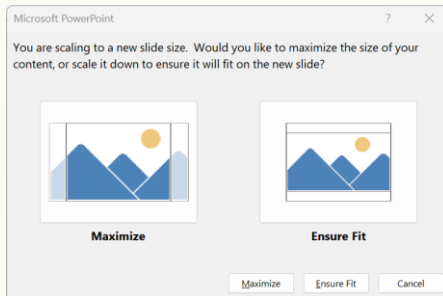 Microsoft PowerPoint
You are scaling to a new slide size. Would you like to maximize the size of your
content, or scale it down to ensure it will fit on the new slide?
Maximize
Ensure Fit
Maximize
Ensure Fit
Cancel